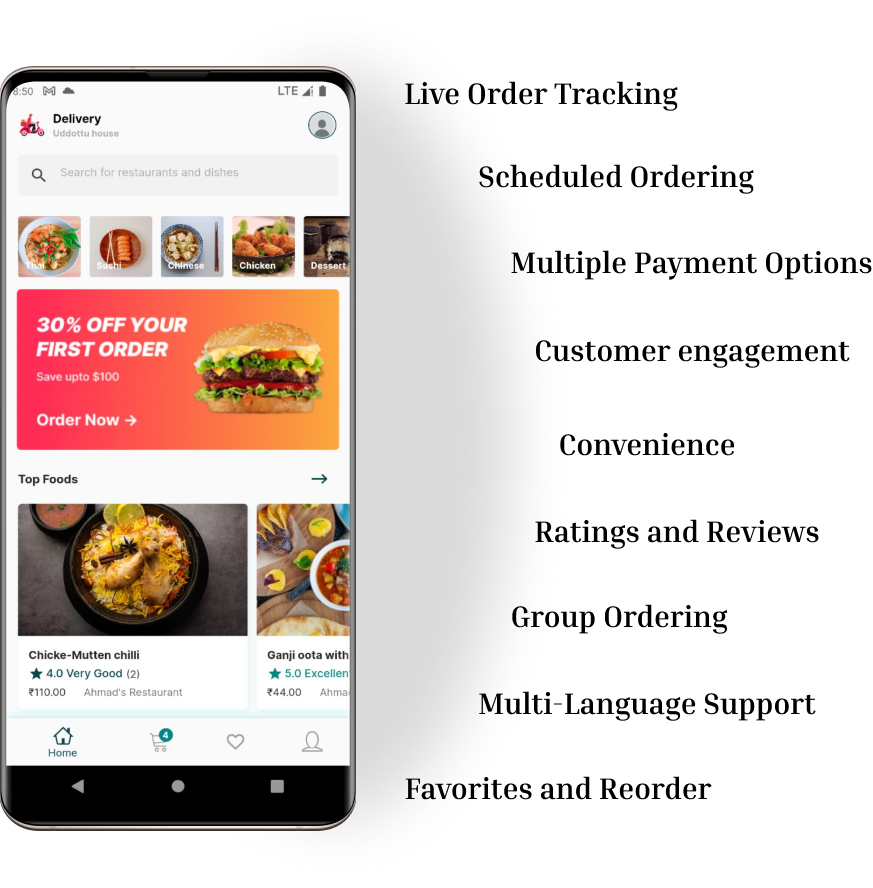 8:50
LTE
Delivery
Uddottu house
Search for restaurants and dishes
Thai
Sushi
Chinese
Chicken
Dessert
30% OFF YOUR
FIRST ORDER
Save upto $100
Order Now →
Top Foods
Chicke-Mutten chilli
4.0 Very Good (2)
₹110.00 Ahmad's Restaurant
Ganji oota with
5.0 Excellen
₹44.00 Ahma
4
Home
Live Order Tracking
Scheduled Ordering
Multiple Payment Options
Customer engagement
Convenience
Ratings and Reviews
Group Ordering
Multi-Language Support
Favorites and Reorder